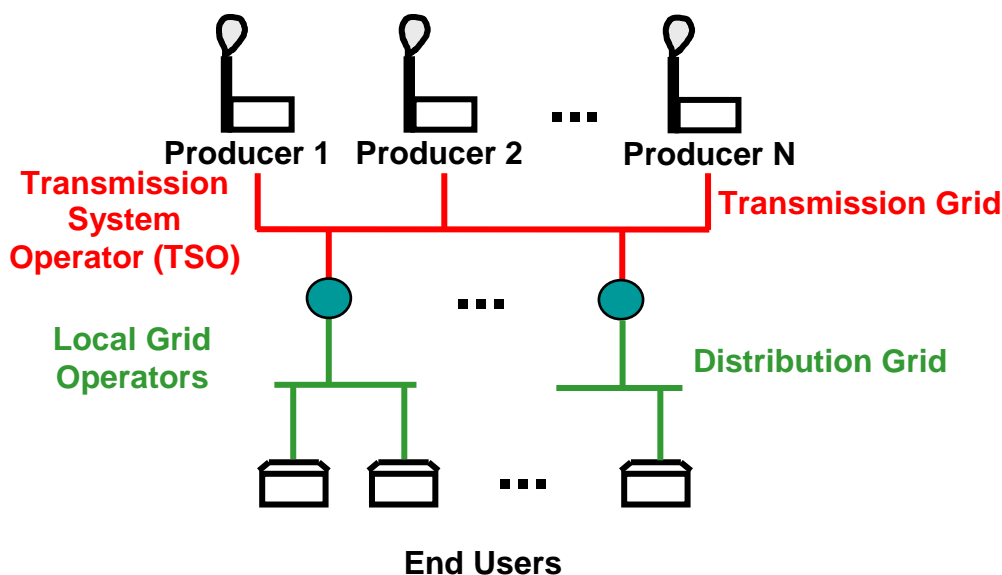 Producer 1
Producer 2
...
Producer N
Transmission
System
Operator (TSO)
Transmission Grid
...
Local Grid
Operators
Distribution Grid
...
End Users